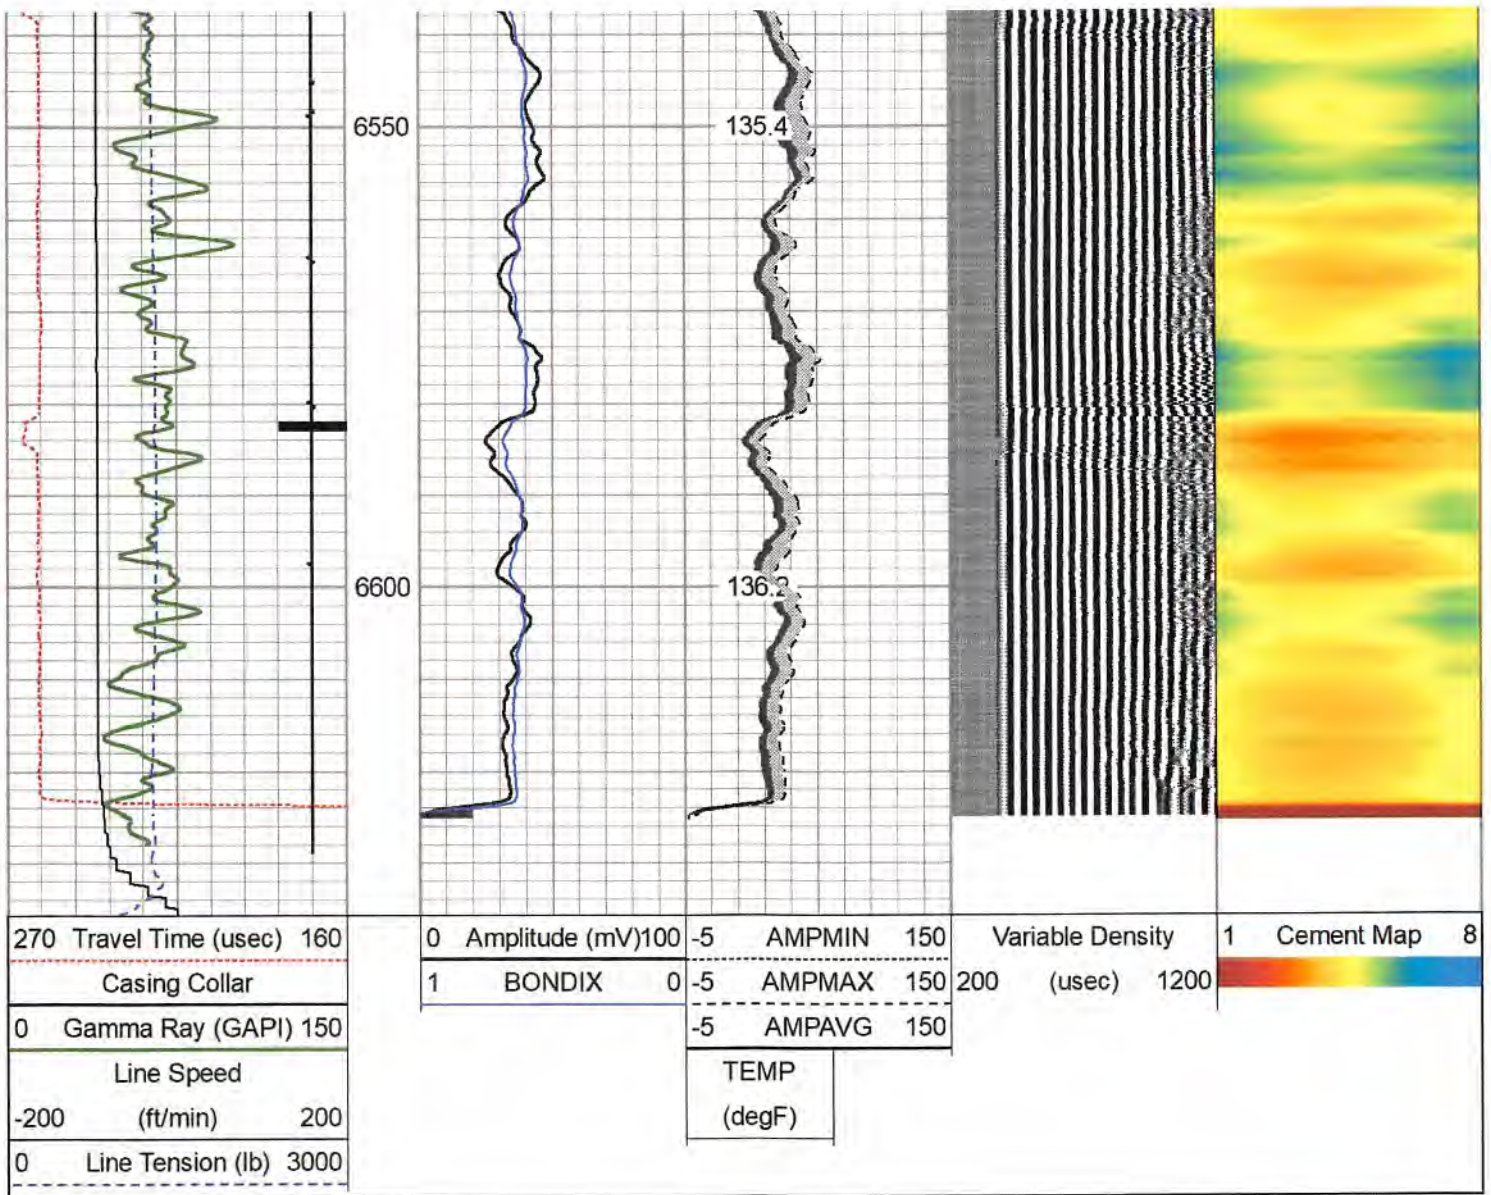 6550
135.4
6600
136.2
270 Travel Time (usec) 160
Casing Collar
0 Gamma Ray (GAPI) 150
Line Speed
-200 (ft/min) 200
0 Line Tension (lb) 3000
0 Amplitude (mV) 100
1 BONDIX 0
-5 AMPMIN 150
-5 AMPMAX 150
-5 AMPAVG 150
TEMP
(degF)
Variable Density
200 (usec) 1200
1 Cement Map 8